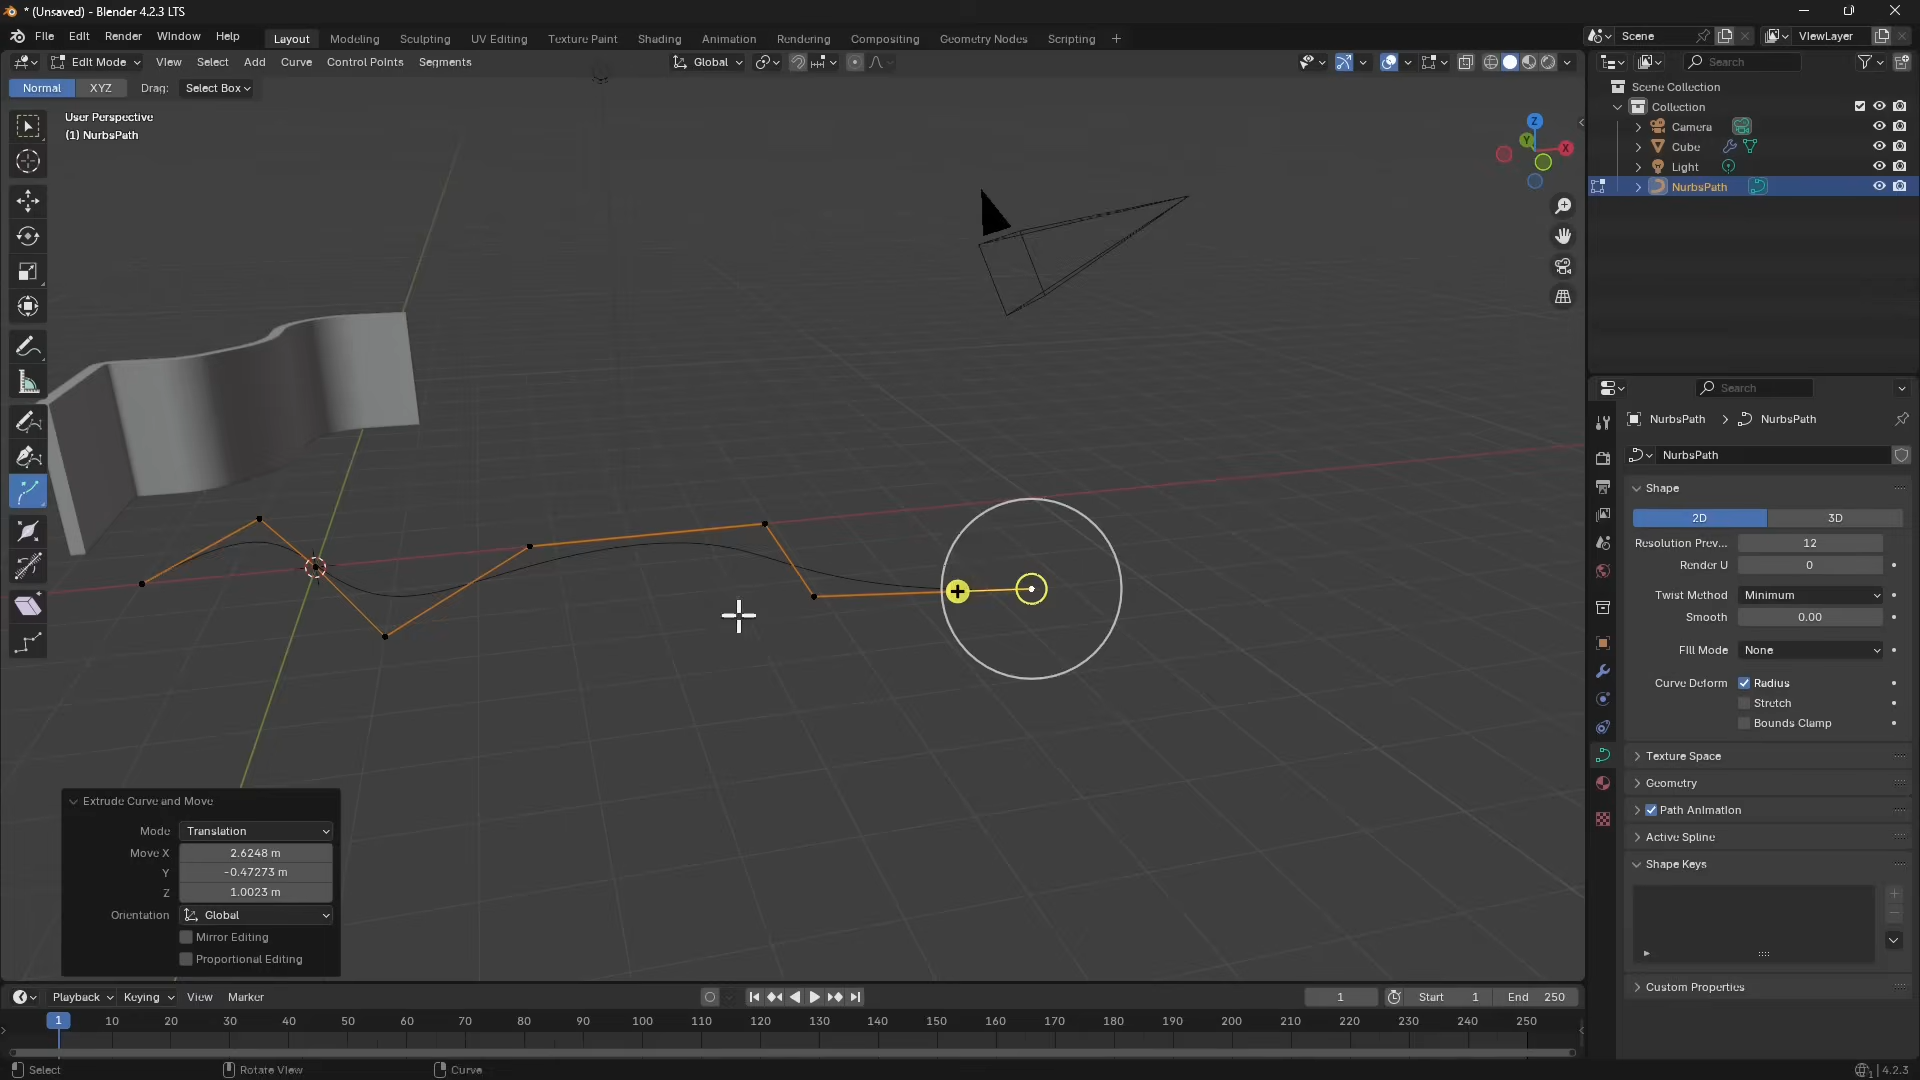 * (Unsaved) - Blender 4.2.3 LTS
File Edit Render Window Help Layout Modeling Sculpting UV Editing Texture Paint Shading Animation Rendering Compositing Geometry Nodes Scripting + Scene ViewLayer
Edit Mode View Select Add Curve Control Points Segments Global Search
Normal XYZ Drag: Select Box
Scene Collection
Collection
Camera
Cube
Light
NurbsPath
User Perspective
(1) NurbsPath
Z
Y
X
Search
NurbsPath > NurbsPath
NurbsPath
Shape
2D 3D
Resolution Prev... 12
Render U 0
Twist Method Minimum
Smooth 0.00
Fill Mode None
Curve Deform Radius
Stretch
Bounds Clamp
Texture Space
Geometry
Path Animation
Active Spline
Shape Keys
Custom Properties
Extrude Curve and Move
Mode Translation
Move X 2.6248 m
Y -0.47273 m
Z 1.0023 m
Orientation Global
Mirror Editing
Proportional Editing
Playback Keying View Marker 1 Start 1 End 250
1 10 20 30 40 50 60 70 80 90 100 110 120 130 140 150 160 170 180 190 200 210 220 230 240 250
Select Rotate View Curve 4.2.3